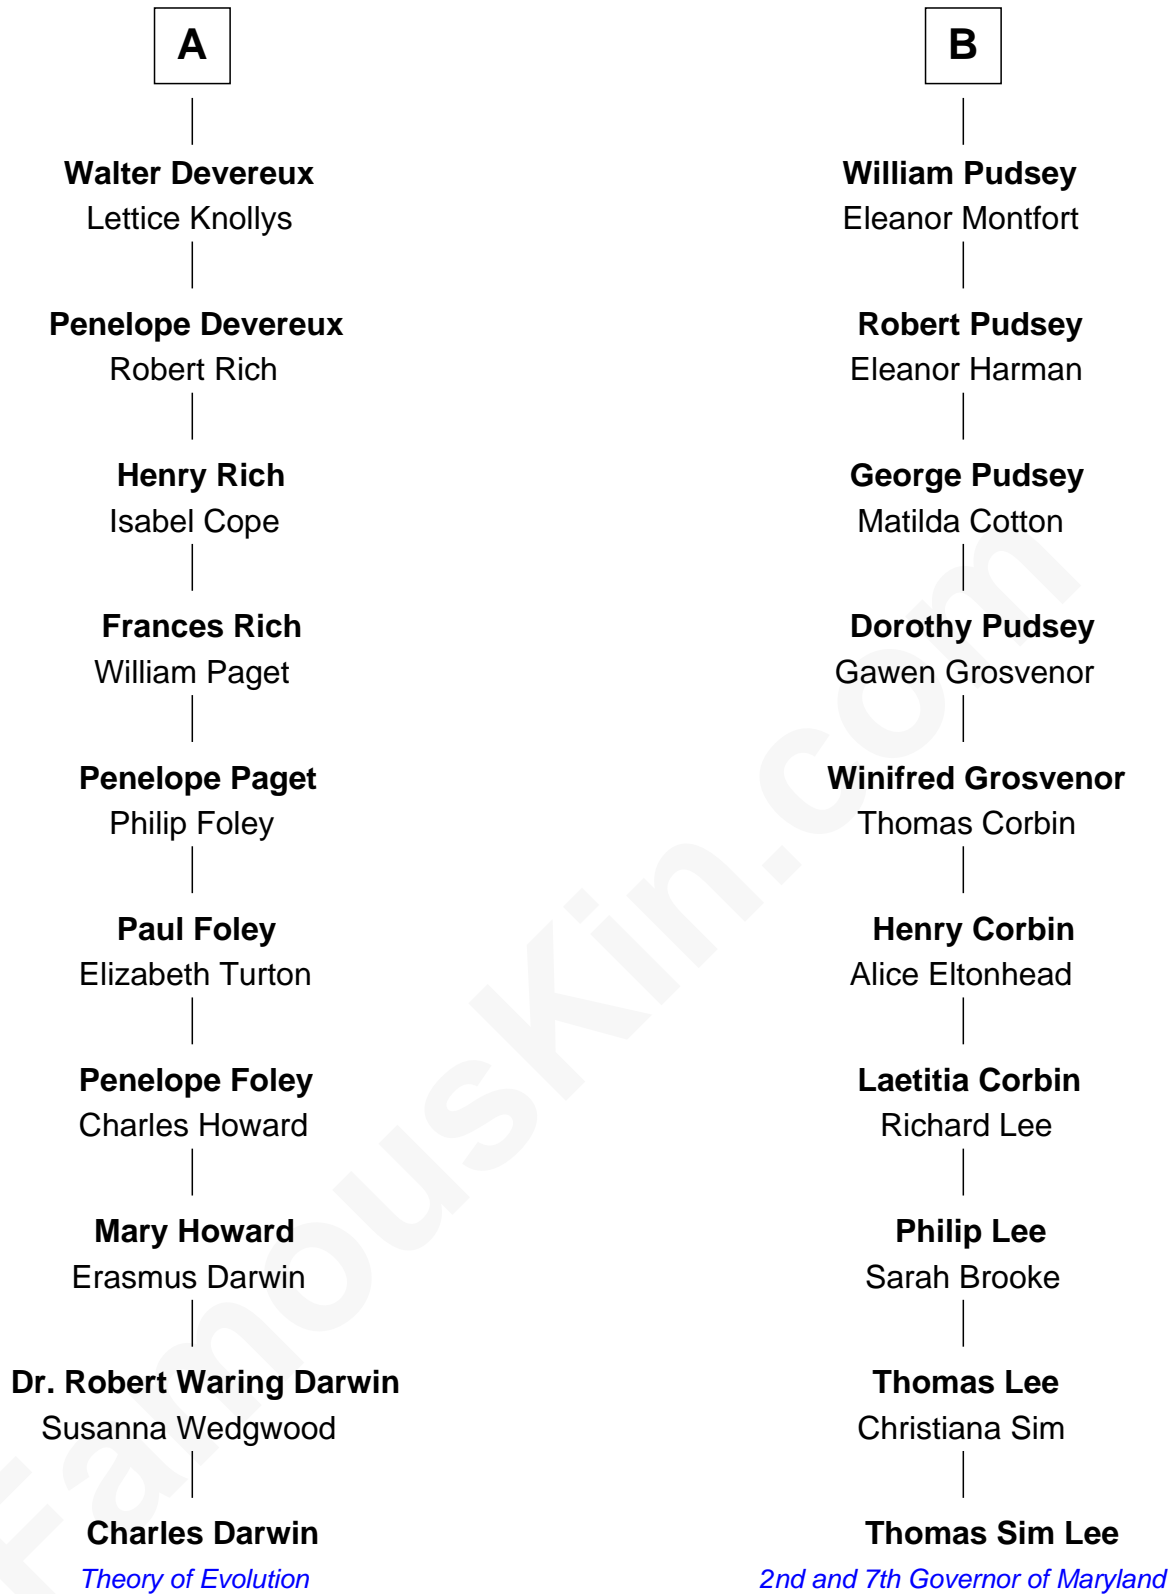 A
Walter Devereux
Lettice Knollys
Penelope Devereux
Robert Rich
Henry Rich
Isabel Cope
Frances Rich
William Paget
Penelope Paget
Philip Foley
Paul Foley
Elizabeth Turton
Penelope Foley
Charles Howard
Mary Howard
Erasmus Darwin
Dr. Robert Waring Darwin
Susanna Wedgwood
Charles Darwin
Theory of Evolution
B
William Pudsey
Eleanor Montfort
Robert Pudsey
Eleanor Harman
George Pudsey
Matilda Cotton
Dorothy Pudsey
Gawen Grosvenor
Winifred Grosvenor
Thomas Corbin
Henry Corbin
Alice Eltonhead
Laetitia Corbin
Richard Lee
Philip Lee
Sarah Brooke
Thomas Lee
Christiana Sim
Thomas Sim Lee
2nd and 7th Governor of Maryland
FamousKin.com